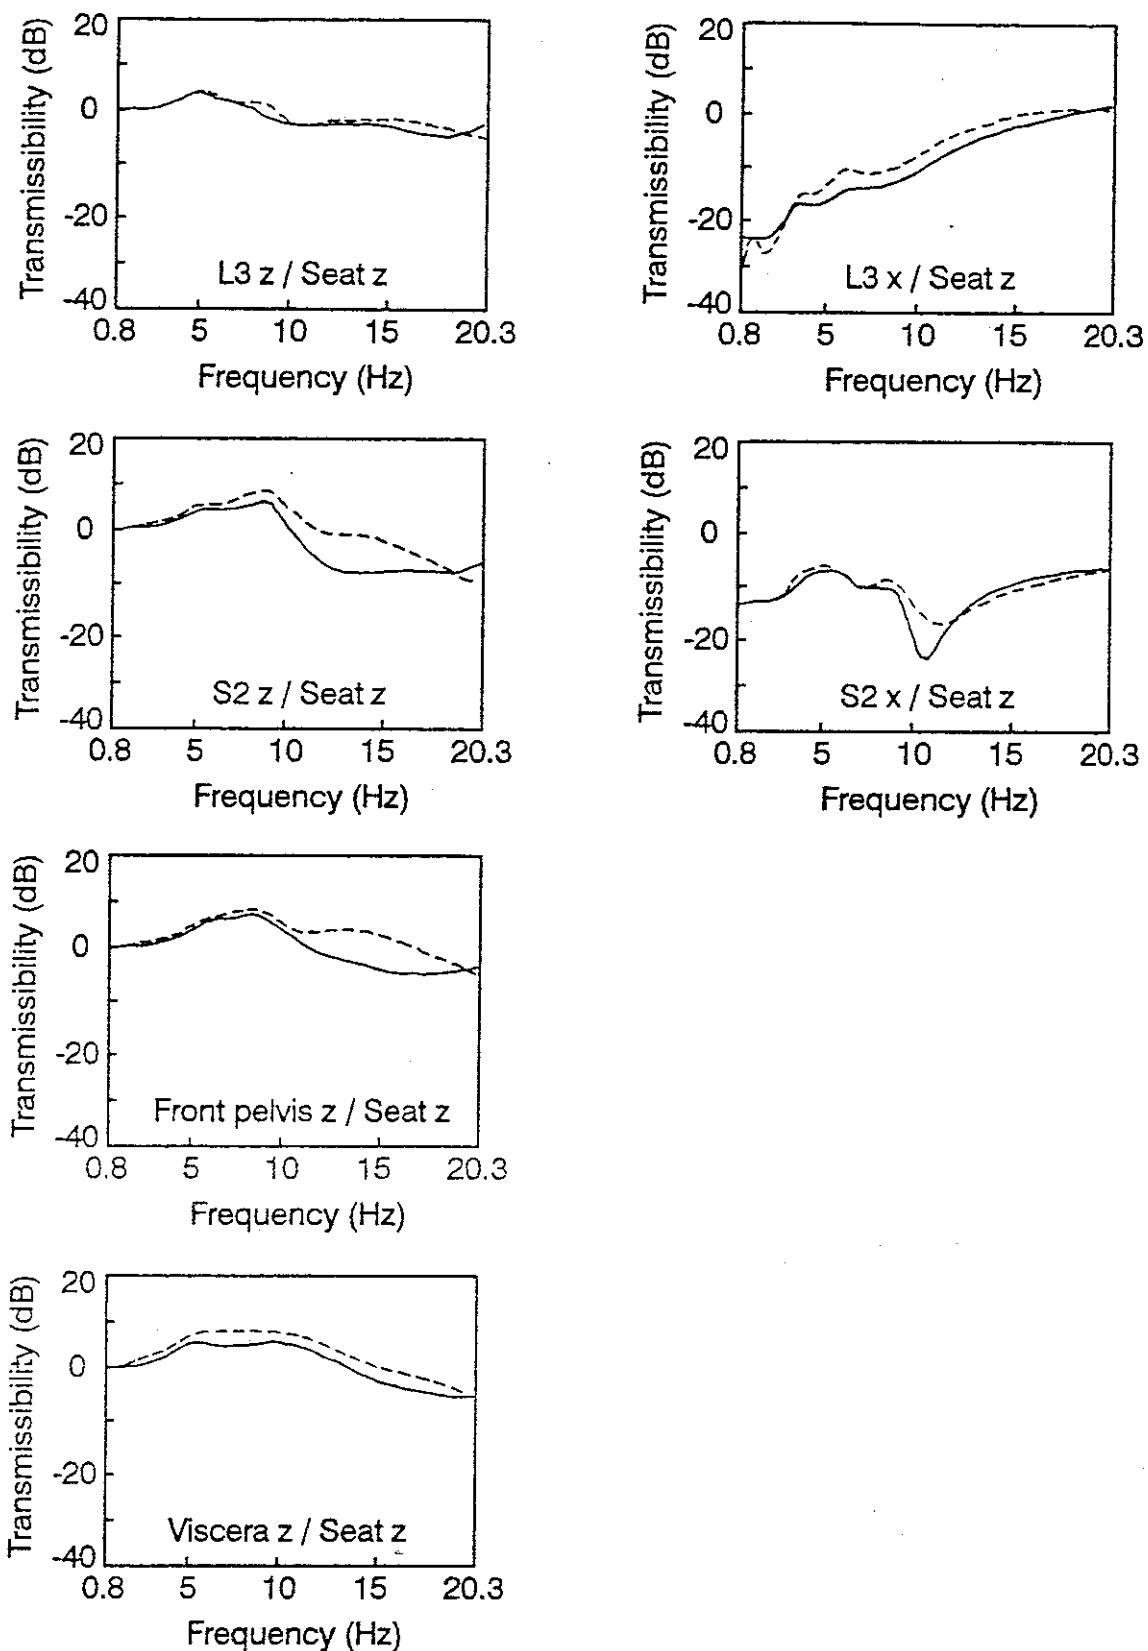 Transmissibility (dB)
20
0
-20
-40
L3 z / Seat z
0.8 5 10 15 20.3
Frequency (Hz)
Transmissibility (dB)
20
0
-20
-40
L3 x / Seat z
0.8 5 10 15 20.3
Frequency (Hz)
Transmissibility (dB)
20
0
-20
-40
S2 z / Seat z
0.8 5 10 15 20.3
Frequency (Hz)
Transmissibility (dB)
20
0
-20
-40
S2 x / Seat z
0.8 5 10 15 20.3
Frequency (Hz)
Transmissibility (dB)
20
0
-20
-40
Front pelvis z / Seat z
0.8 5 10 15 20.3
Frequency (Hz)
Transmissibility (dB)
20
0
-20
-40
Viscera z / Seat z
0.8 5 10 15 20.3
Frequency (Hz)